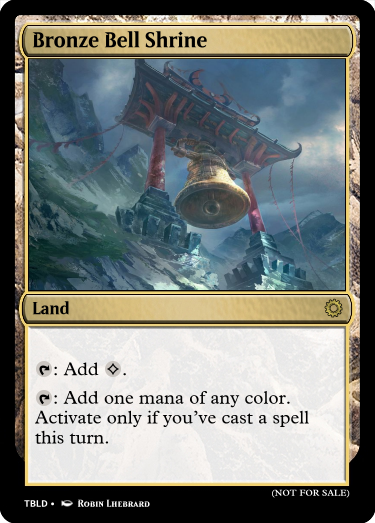 Bronze Bell Shrine
Land
: Add .
: Add one mana of any color.
Activate only if you've cast a spell
this turn.
(NOT FOR SALE)
TBLD • Robin Lhebrard